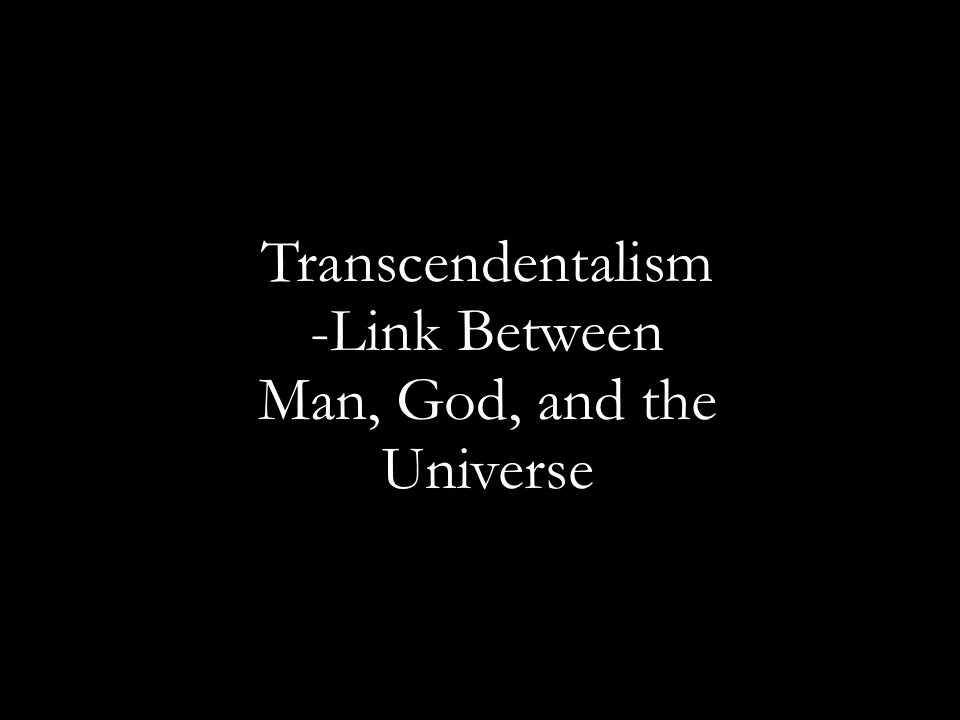 Transcendentalism
-Link Between
Man, God, and the
Universe